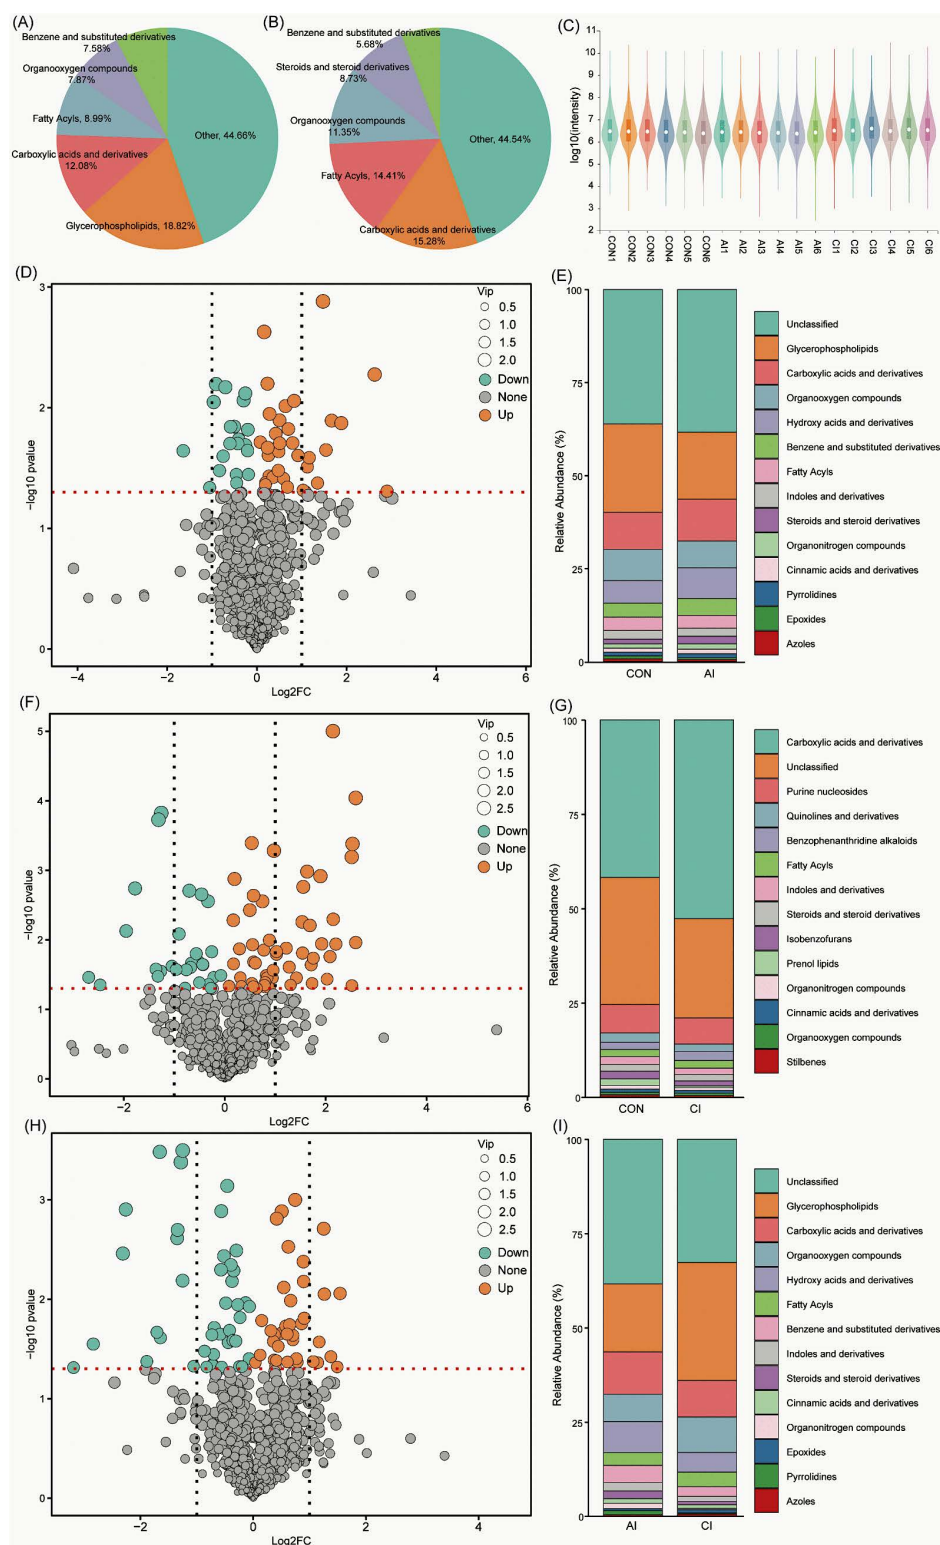 (A)
Benzene and substituted derivatives
7.58%
Organooxygen compounds
7.87%
Fatty Acyls, 8.99%
Carboxylic acids and derivatives
12.08%
Glycerophospholipids, 18.82%
Other, 44.66%
(B)
Benzene and substituted derivatives
5.68%
Steroids and steroid derivatives
8.73%
Organooxygen compounds
11.35%
Fatty Acyls, 14.41%
Carboxylic acids and derivatives
15.28%
Other, 44.54%
(C)
log10(intensity)
11
10
9
8
7
6
5
4
3
2
CON1
CON2
CON3
CON4
CON5
CON6
AI1
AI2
AI3
AI4
AI5
AI6
CI1
CI2
CI3
CI4
CI5
CI6
(D)
−log10 pvalue
3
2
1
0
−4
−2
0
2
4
6
Log2FC
Vip
0.5
1.0
1.5
2.0
Down
None
Up
(E)
Relative Abundance (%)
100
75
50
25
0
CON
AI
Unclassified
Glycerophospholipids
Carboxylic acids and derivatives
Organooxygen compounds
Hydroxy acids and derivatives
Benzene and substituted derivatives
Fatty Acyls
Indoles and derivatives
Steroids and steroid derivatives
Organonitrogen compounds
Cinnamic acids and derivatives
Pyrrolidines
Epoxides
Azoles
(F)
−log10 pvalue
5
4
3
2
1
0
−2
0
2
4
6
Log2FC
Vip
0.5
1.0
1.5
2.0
2.5
Down
None
Up
(G)
Relative Abundance (%)
100
75
50
25
0
CON
CI
Carboxylic acids and derivatives
Unclassified
Purine nucleosides
Quinolines and derivatives
Benzophenanthridine alkaloids
Fatty Acyls
Indoles and derivatives
Steroids and steroid derivatives
Isobenzofurans
Prenol lipids
Organonitrogen compounds
Cinnamic acids and derivatives
Organooxygen compounds
Stilbenes
(H)
−log10 pvalue
3
2
1
0
−2
0
2
4
Log2FC
Vip
0.5
1.0
1.5
2.0
2.5
Down
None
Up
(I)
Relative Abundance (%)
100
75
50
25
0
AI
CI
Unclassified
Glycerophospholipids
Carboxylic acids and derivatives
Organooxygen compounds
Hydroxy acids and derivatives
Fatty Acyls
Benzene and substituted derivatives
Indoles and derivatives
Steroids and steroid derivatives
Cinnamic acids and derivatives
Organonitrogen compounds
Epoxides
Pyrrolidines
Azoles